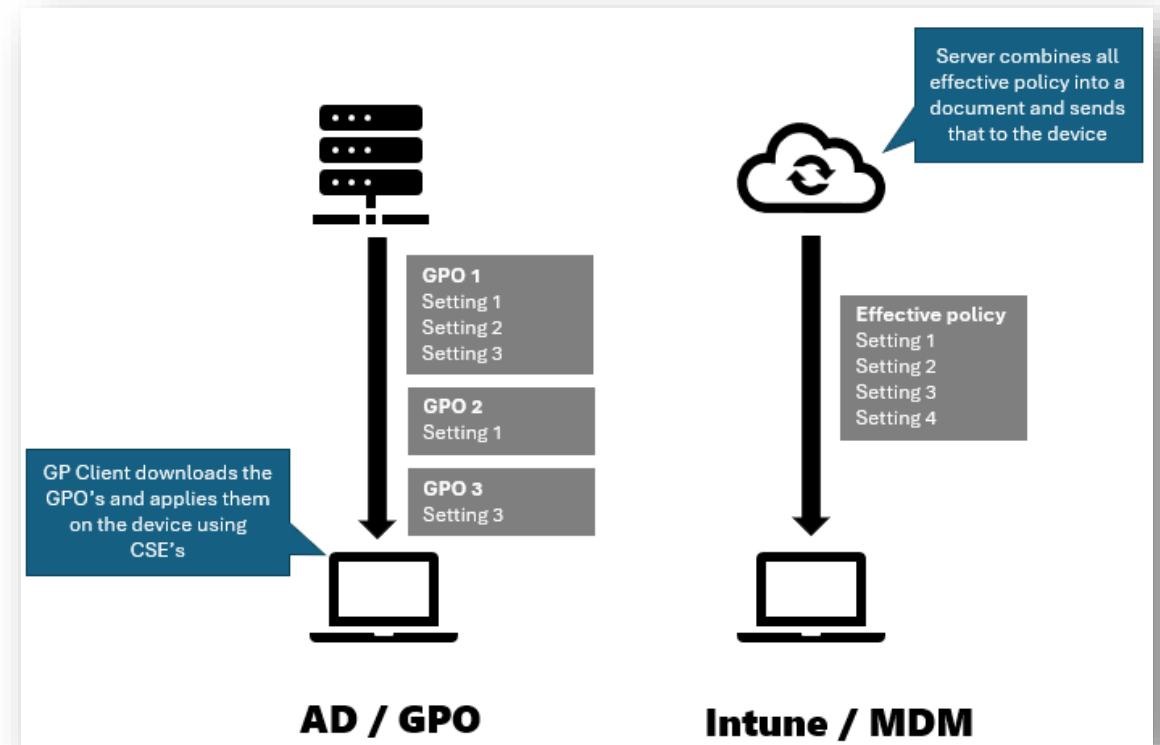 Server combines all
effective policy into a
document and sends
that to the device
GPO 1
Setting 1
Setting 2
Setting 3
GPO 2
Setting 1
GPO 3
Setting 3
Effective policy
Setting 1
Setting 2
Setting 3
Setting 4
GP Client downloads the
GPO's and applies them
on the device using
CSE's
AD / GPO
Intune / MDM